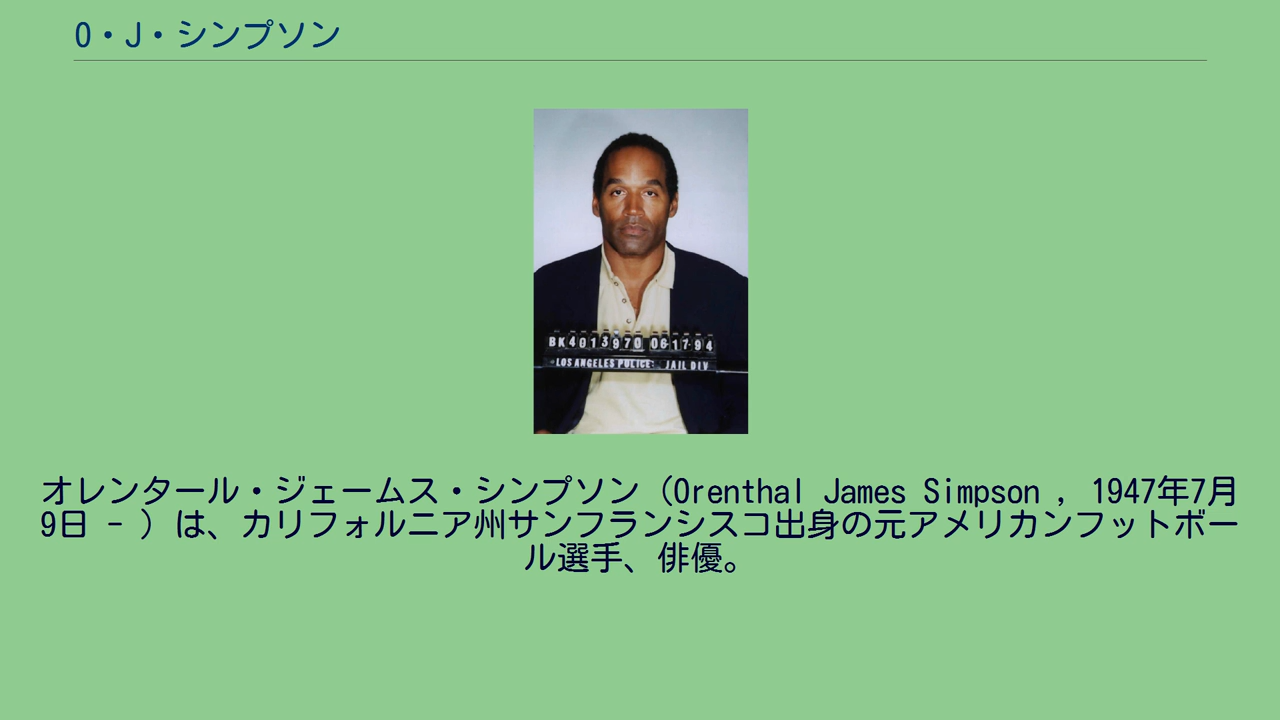 O・J・シンプソン
BK4013970 06-17-94
LOS ANGELES POLICE: JAIL DIV
オレンタール・ジェームス・シンプソン（Orenthal James Simpson , 1947年7月
9日 - ）は、カリフォルニア州サンフランシスコ出身の元アメリカンフットボー
ル選手、俳優。